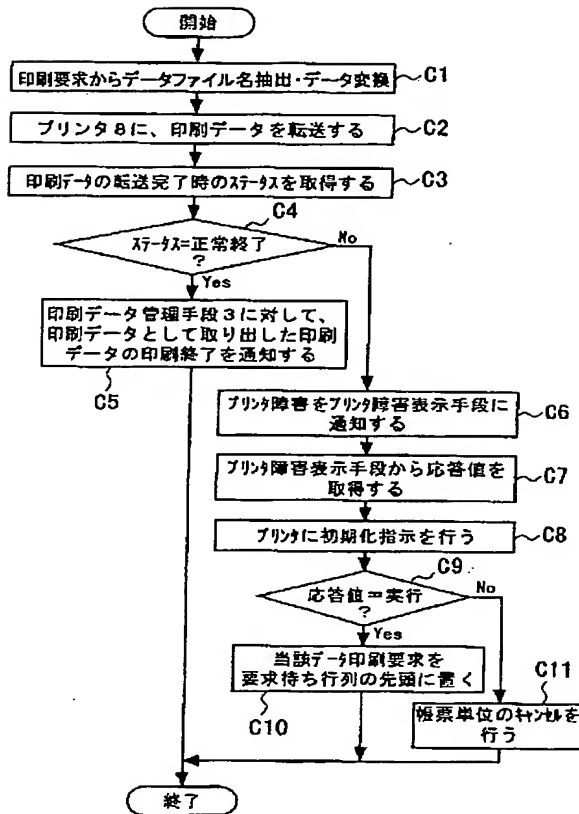 開始
印刷要求からデータファイル名抽出・データ変換
C1
プリンタ8に、印刷データを転送する
C2
印刷データの転送完了時のステータスを取得する
C3
C4
ステータス=正常終了
?
No
Yes
印刷データ管理手段3に対して、
印刷データとして取り出した印刷
データの印刷終了を通知する
C5
プリンタ障害をプリンタ障害表示手段に
通知する
C6
プリンタ障害表示手段から応答値を
取得する
C7
プリンタに初期化指示を行う
C8
C9
応答値=実行
?
No
Yes
当該データ印刷要求を
要求待ち行列の先頭に置く
C10
C11
帳票単位のキャンセルを
行う
終了